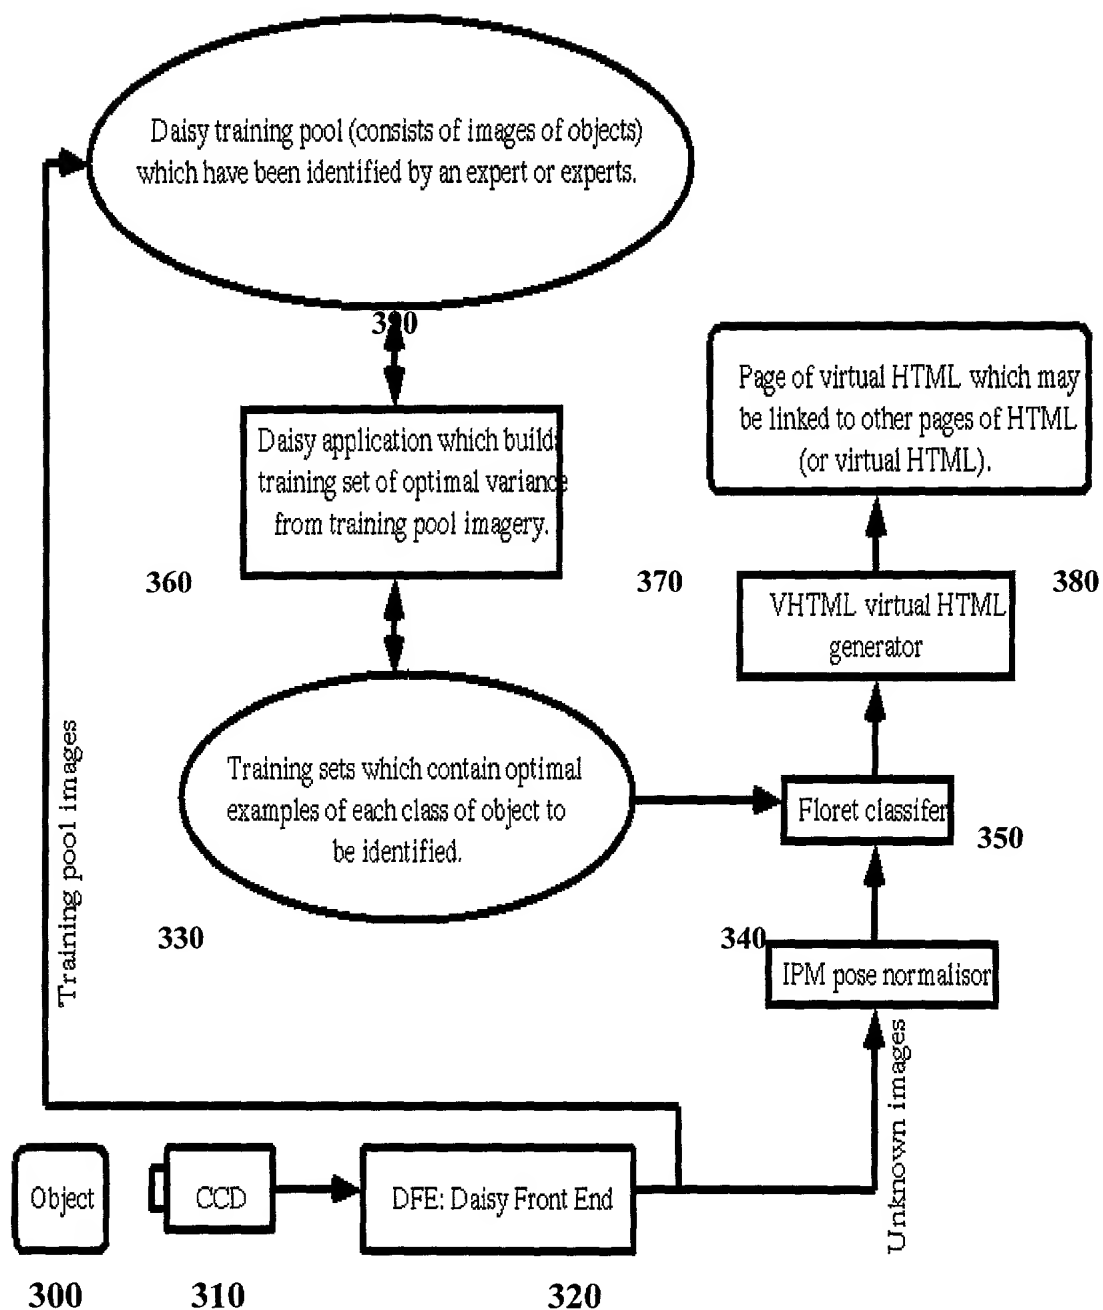 Daisy training pool (consists of images of objects)
which have been identified by an expert or experts.
390
Page of virtual HTML which may
be linked to other pages of HTML
(or virtual HTML).
Daisy application which builds
training set of optimal variance
from training pool imagery.
360
370
380
VHTML virtual HTML
generator
Training sets which contain optimal
examples of each class of object to
be identified.
Floret classifer
350
330
340
IPM pose normalisor
Training pool images
Unknown images
Object
CCD
DFE: Daisy Front End
300
310
320